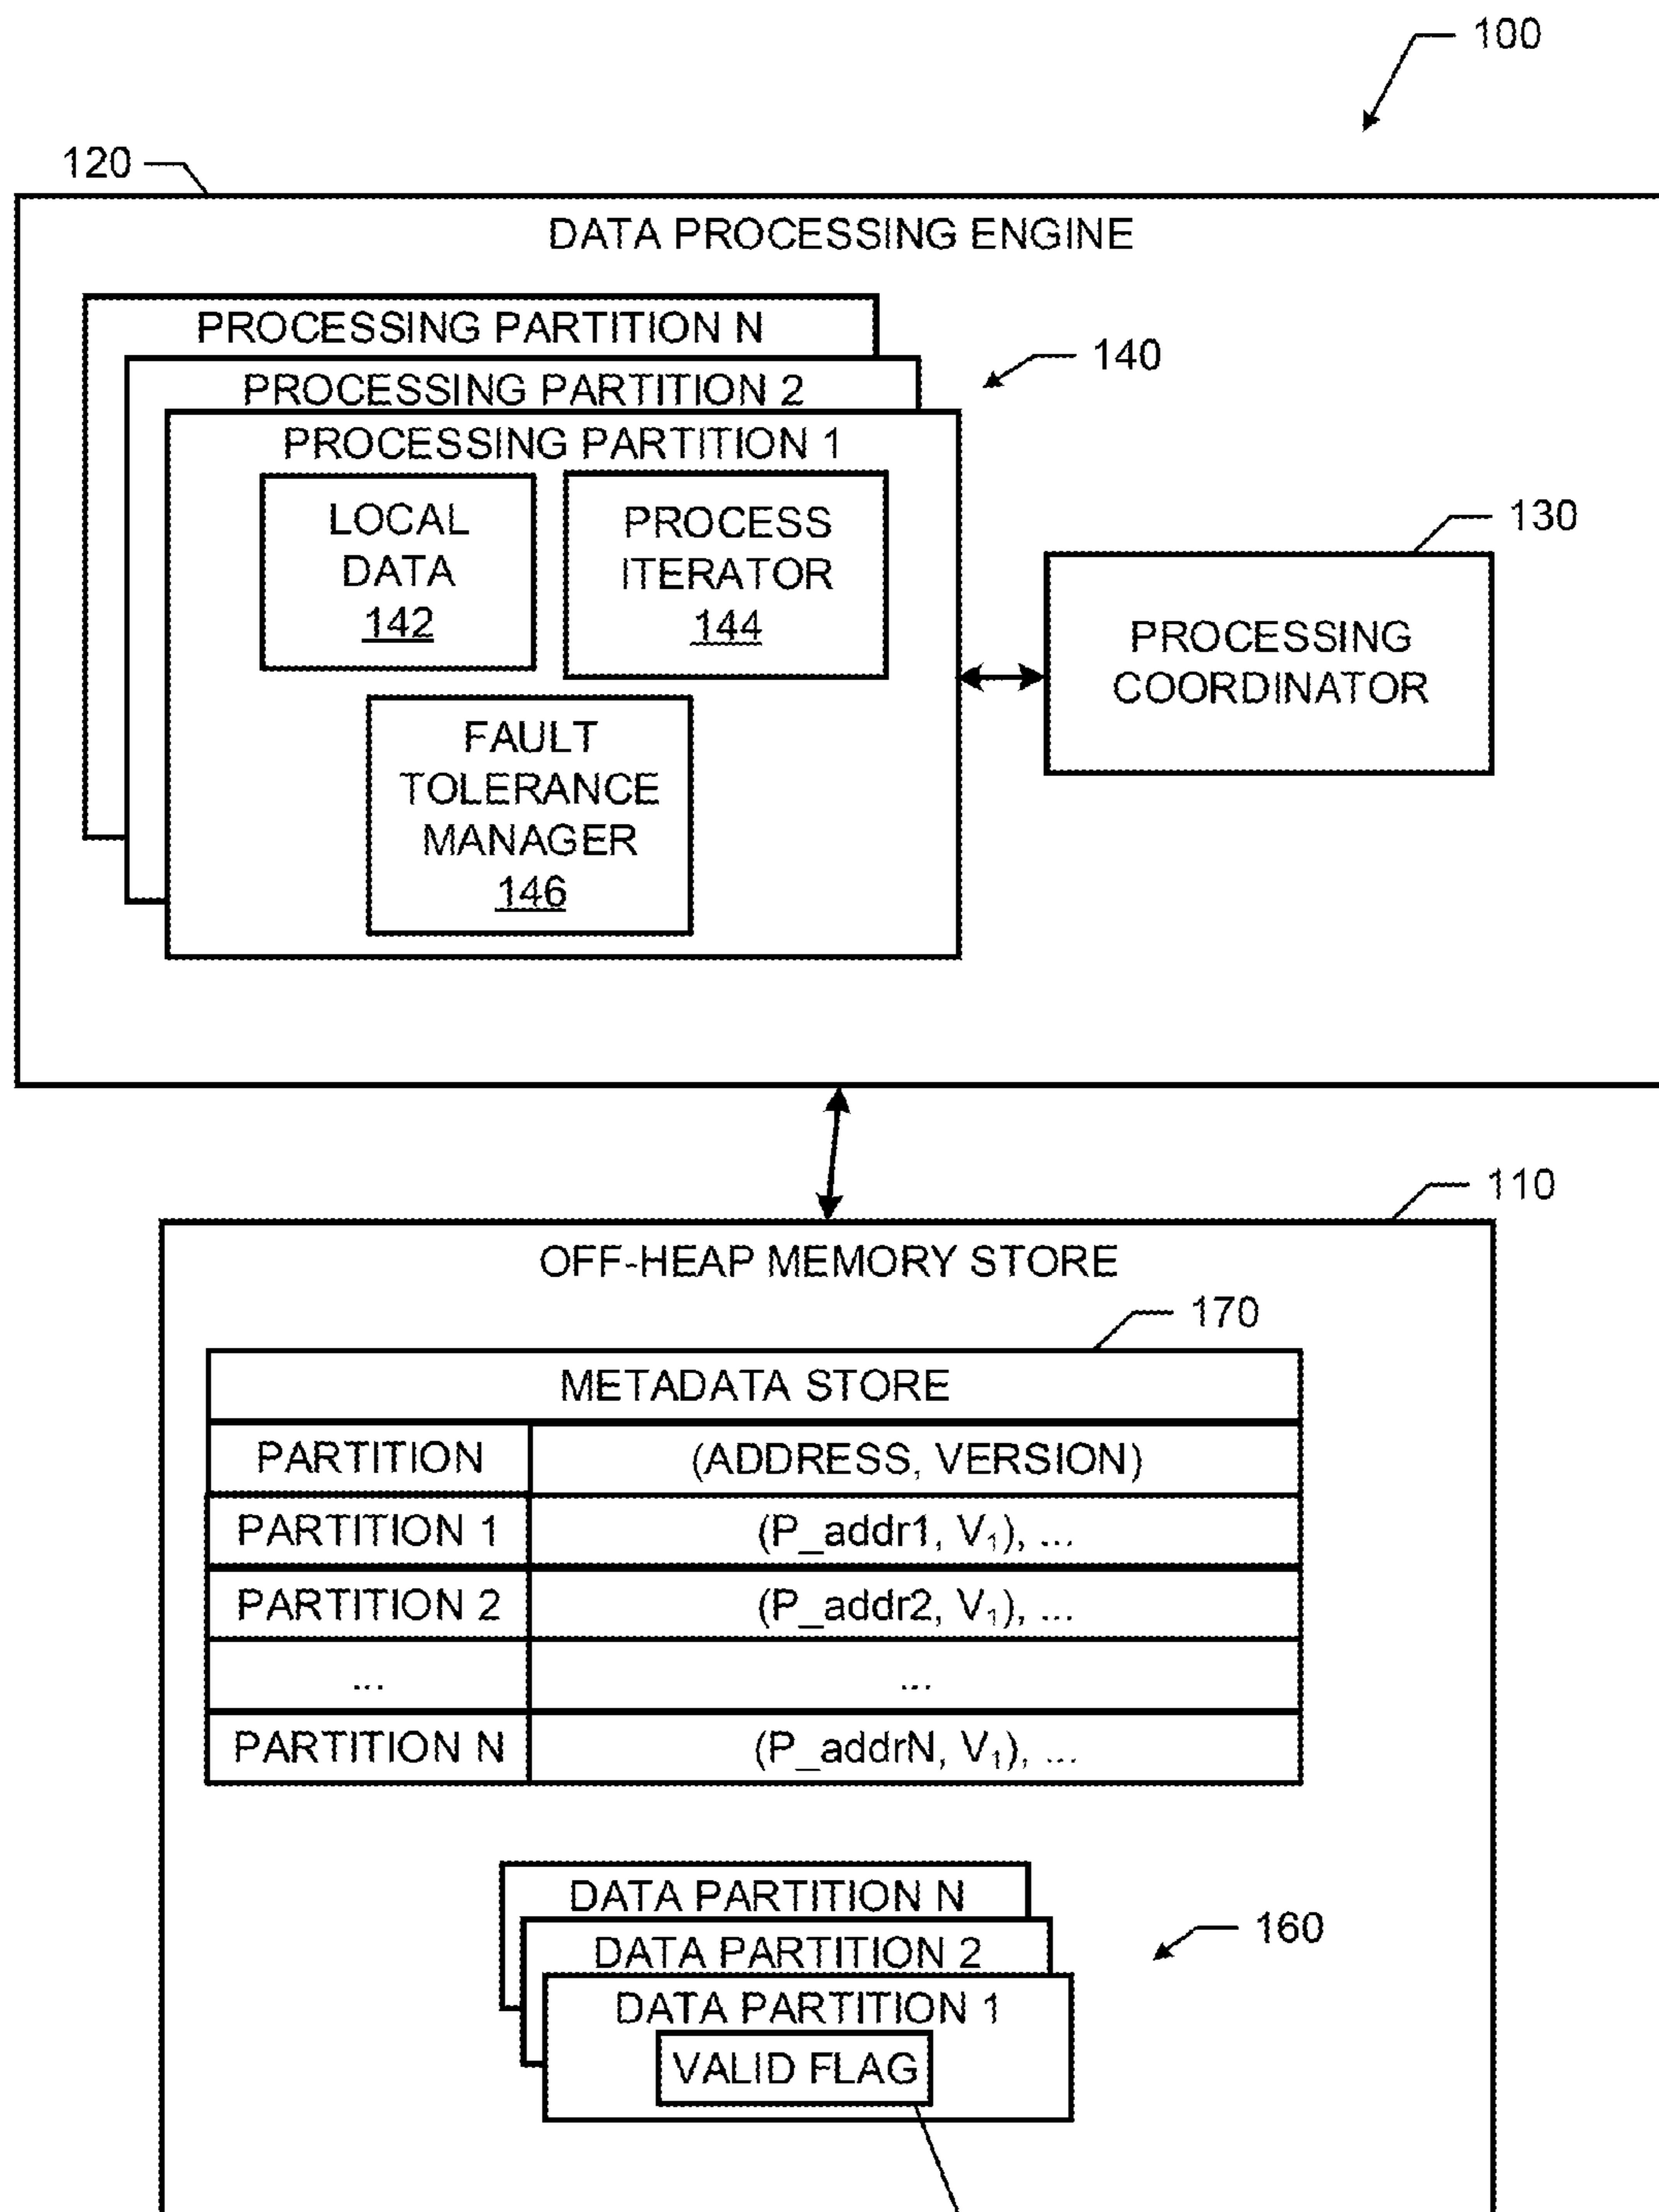 100
120
DATA PROCESSING ENGINE
PROCESSING PARTITION N
140
PROCESSING PARTITION 2
PROCESSING PARTITION 1
LOCAL
DATA
142
PROCESS
ITERATOR
144
130
PROCESSING
COORDINATOR
FAULT
TOLERANCE
MANAGER
146
110
OFF-HEAP MEMORY STORE
170
METADATA STORE
PARTITION (ADDRESS, VERSION)
PARTITION 1 (P_addr1, V₁), ...
PARTITION 2 (P_addr2, V₁), ...
... ...
PARTITION N (P_addrN, V₁), ...
DATA PARTITION N
160
DATA PARTITION 2
DATA PARTITION 1
VALID FLAG